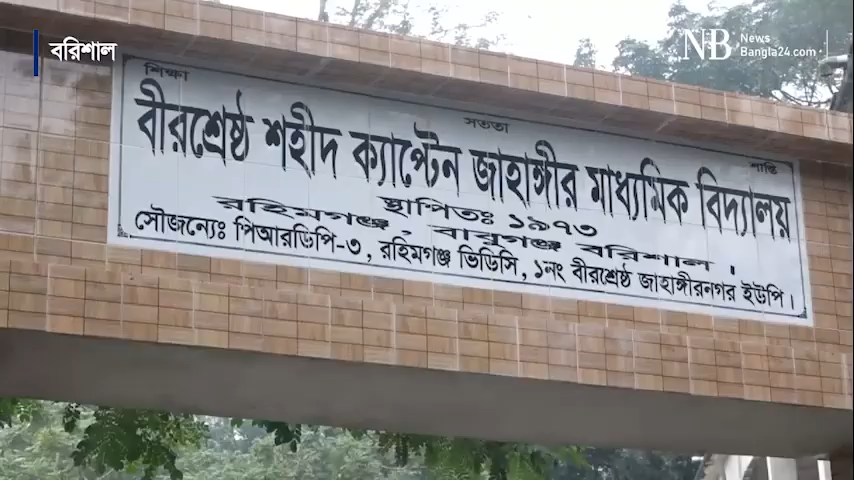 বরিশাল
NB News
Bangla24.com
শিক্ষা সততা শান্তি
বীরশ্রেষ্ঠ শহীদ ক্যাপ্টেন জাহাঙ্গীর মাধ্যমিক বিদ্যালয়
স্থাপিতঃ ১৯৭৩
রহিমগঞ্জ, বাবুগঞ্জ বরিশাল ।
সৌজন্যেঃ পিআরডিপি-৩, রহিমগঞ্জ ভিডিসি, ১নং বীরশ্রেষ্ঠ জাহাঙ্গীরনগর ইউপি।